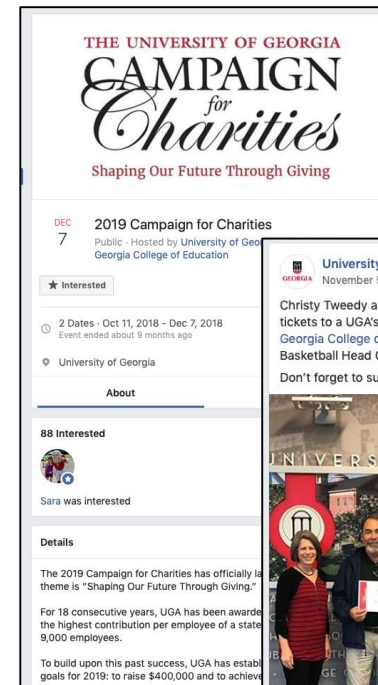 THE UNIVERSITY OF GEORGIA
CAMPAIGN
for
Charities
Shaping Our Future Through Giving
DEC
7
2019 Campaign for Charities
Public · Hosted by University of Geor
Georgia College of Education
★ Interested
2 Dates · Oct 11, 2018 - Dec 7, 2018
Event ended about 9 months ago
University of Georgia
About
88 Interested
Sara was interested
Details
The 2019 Campaign for Charities has officially la
theme is "Shaping Our Future Through Giving."
For 18 consecutive years, UGA has been awarde
the highest contribution per employee of a state
9,000 employees.
To build upon this past success, UGA has establ
goals for 2019: to raise $400,000 and to achieve
GEORGIA
University
November
Christy Tweedy a
tickets to a UGA's
Georgia College o
Basketball Head C
Don't forget to su
UNIVERS